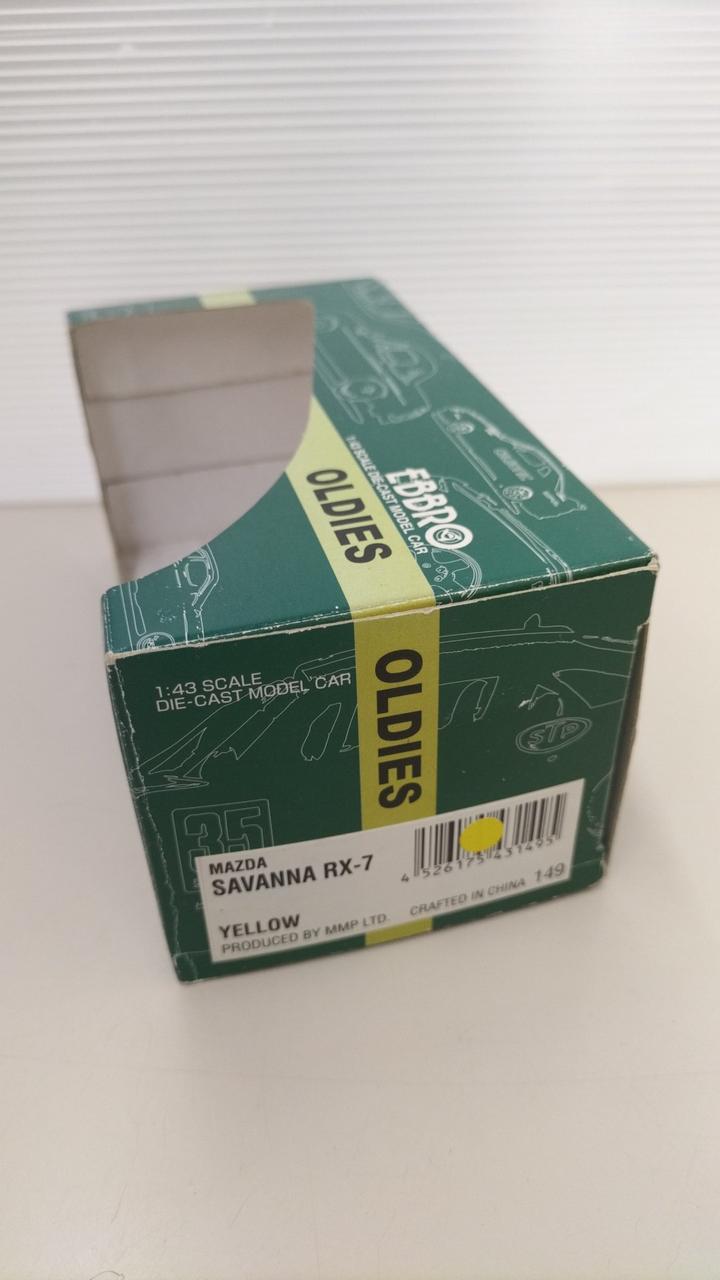 EBBRO
1:43 SCALE DIE-CAST MODEL CAR
OLDIES
1:43 SCALE
DIE-CAST MODEL CAR
OLDIES
STP
35
MAZDA
SAVANNA RX-7
4 526175 431495
YELLOW
PRODUCED BY MMP LTD.
CRAFTED IN CHINA 149